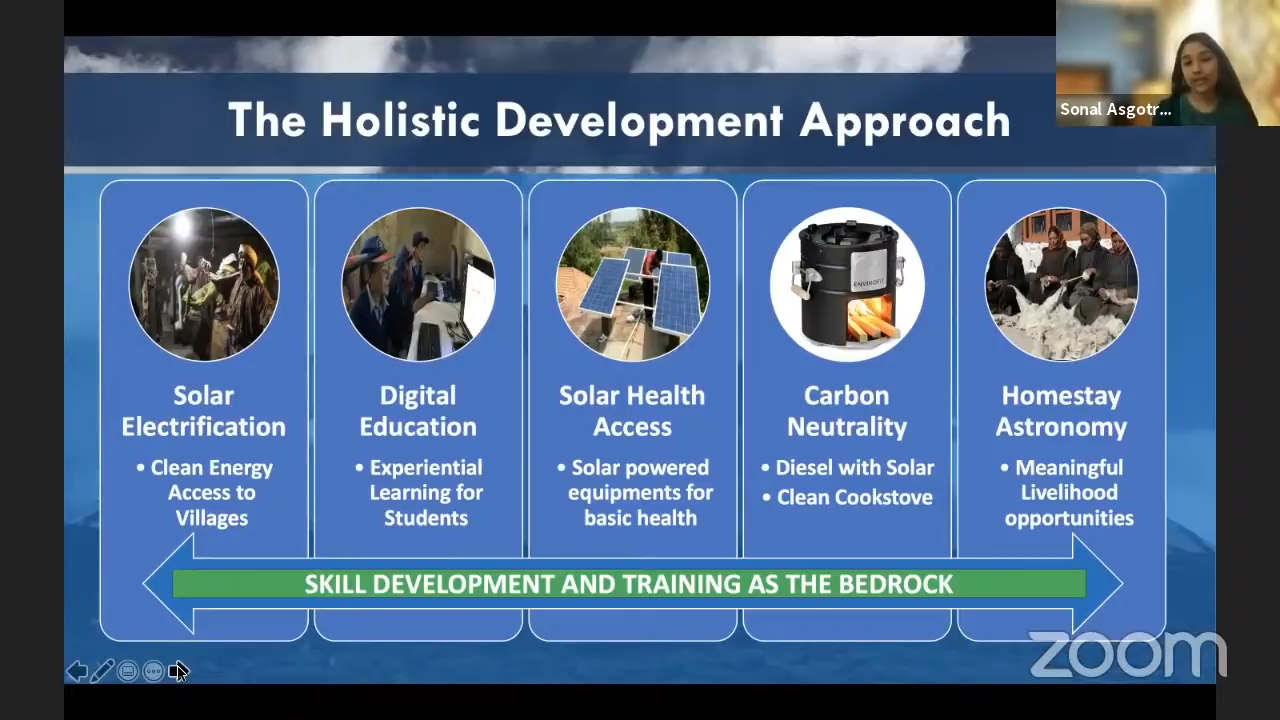 The Holistic Development Approach
Sonal Asgotr...
ENVIROFIT
Solar
Electrification
• Clean Energy
Access to
Villages
Digital
Education
• Experiential
Learning for
Students
Solar Health
Access
• Solar powered
equipments for
basic health
Carbon
Neutrality
• Diesel with Solar
• Clean Cookstove
Homestay
Astronomy
• Meaningful
Livelihood
opportunities
SKILL DEVELOPMENT AND TRAINING AS THE BEDROCK
zoom